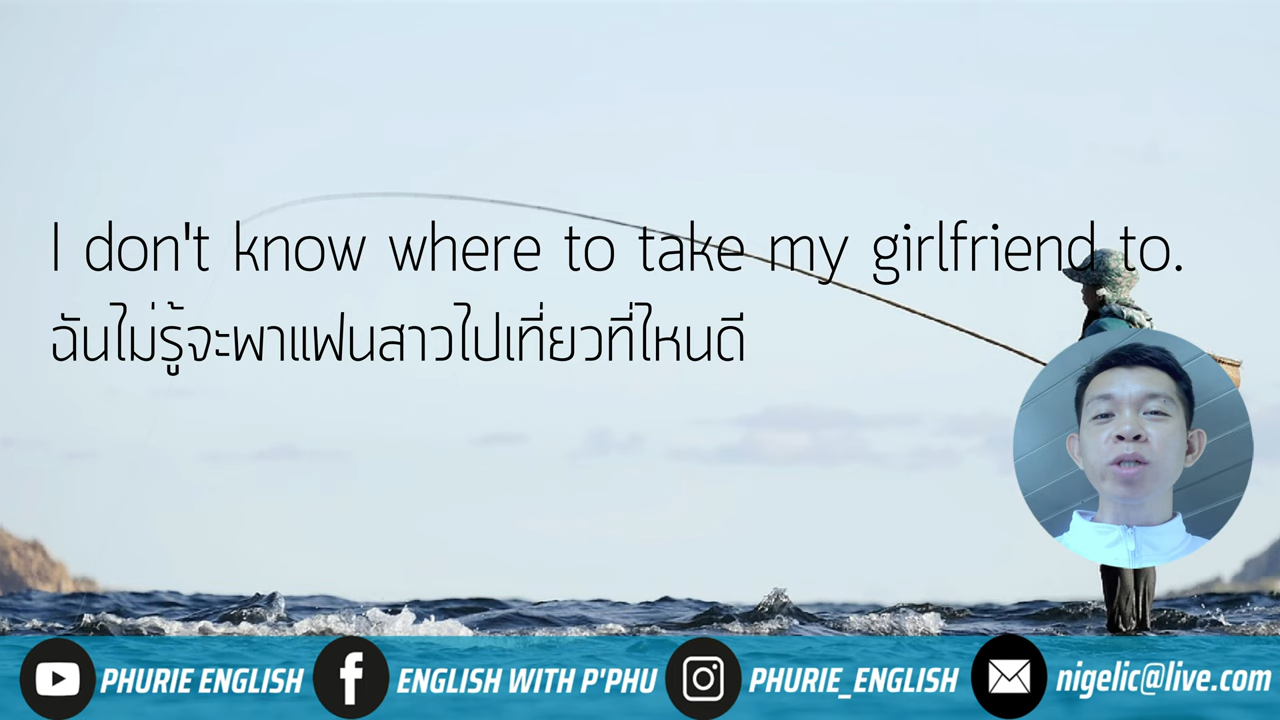 I don't know where to take my girlfriend to.
ฉันไม่รู้จะพาแฟนสาวไปเที่ยวที่ไหนดี
PHURIE ENGLISH ENGLISH WITH P'PHU PHURIE_ENGLISH nigelic@live.com